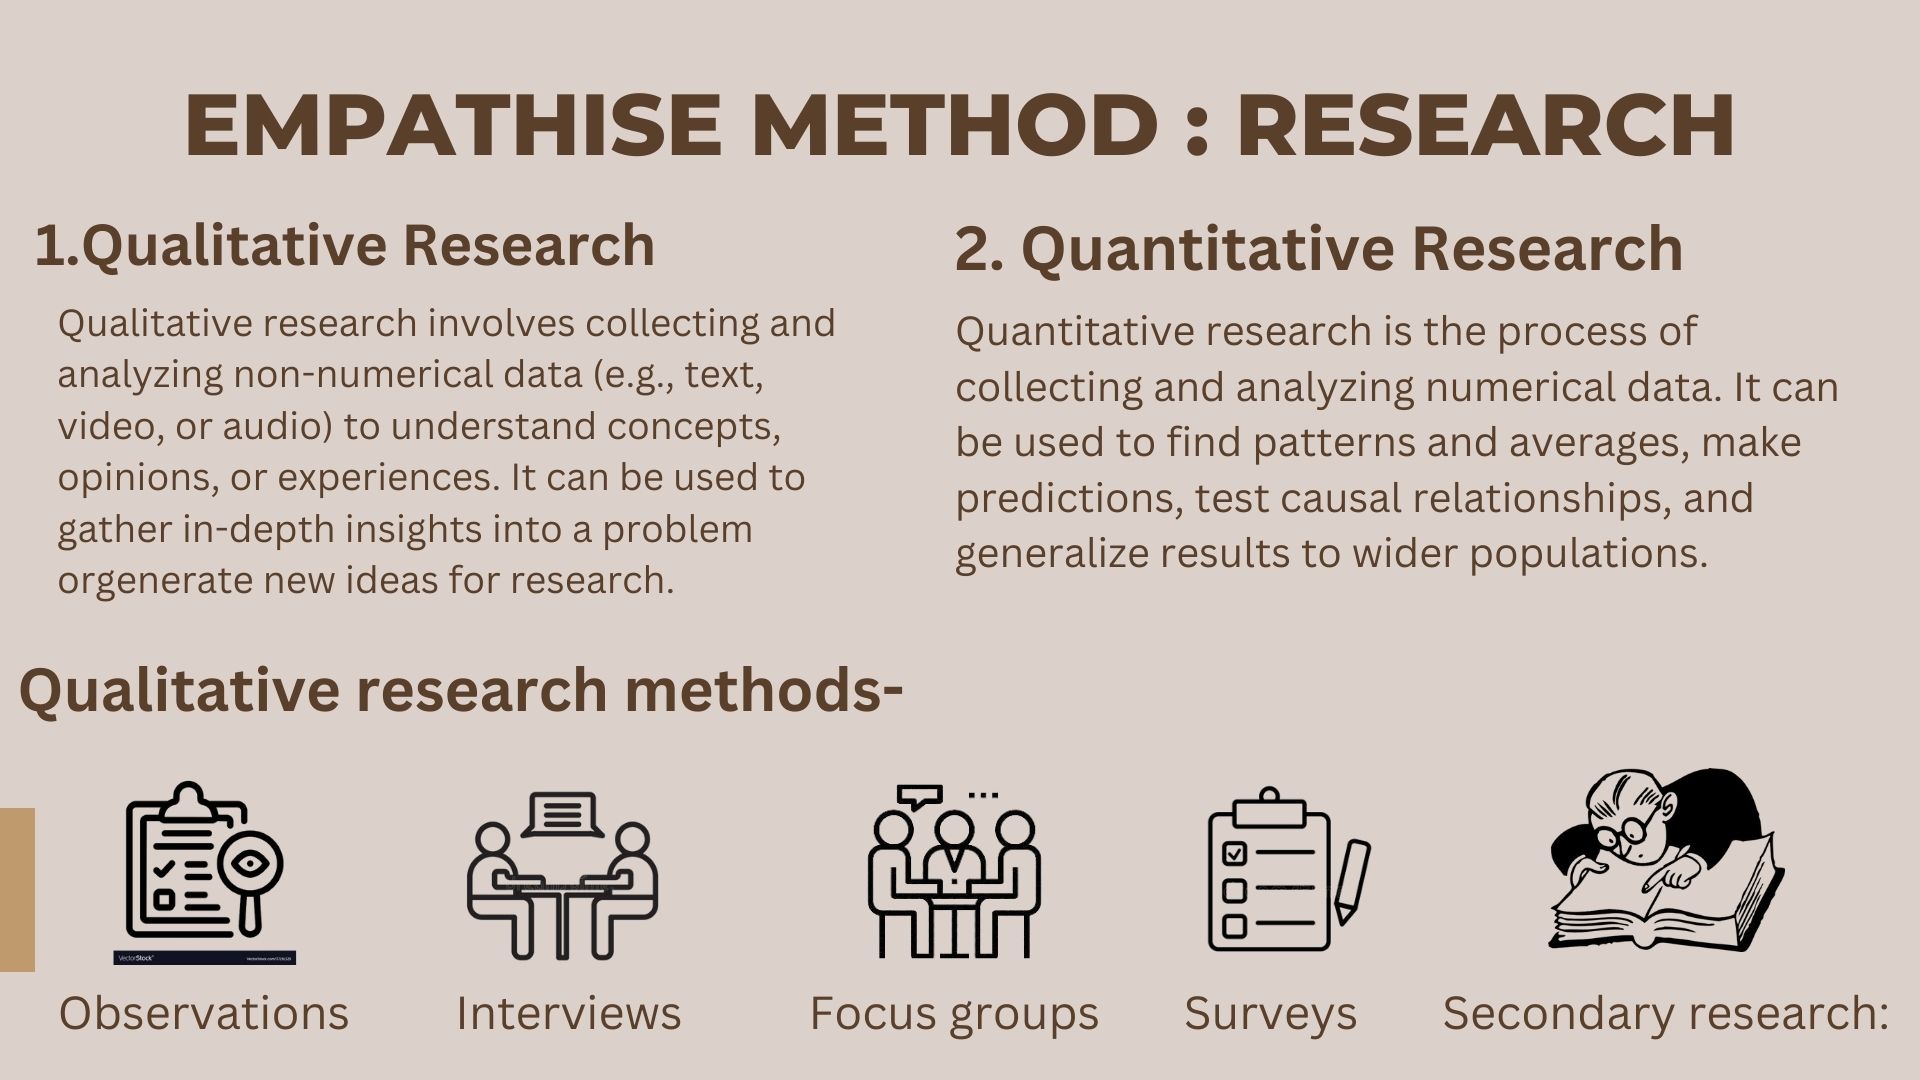 EMPATHISE METHOD : RESEARCH
1.Qualitative Research
Qualitative research involves collecting and
analyzing non-numerical data (e.g., text,
video, or audio) to understand concepts,
opinions, or experiences. It can be used to
gather in-depth insights into a problem
orgenerate new ideas for research.
2. Quantitative Research
Quantitative research is the process of
collecting and analyzing numerical data. It can
be used to find patterns and averages, make
predictions, test causal relationships, and
generalize results to wider populations.
Qualitative research methods-
VectorStock
Observations
Interviews
Focus groups
Surveys
Secondary research: